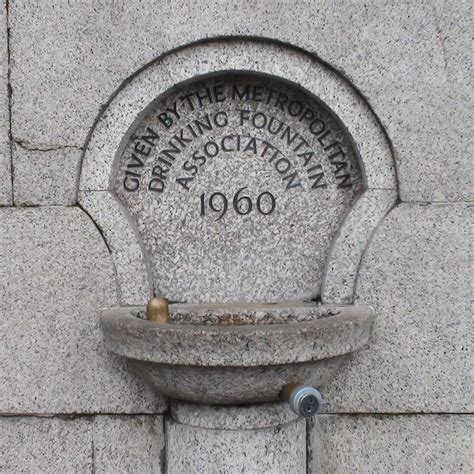 GIVEN BY THE METROPOLITAN
DRINKING FOUNTAIN
ASSOCIATION
1960